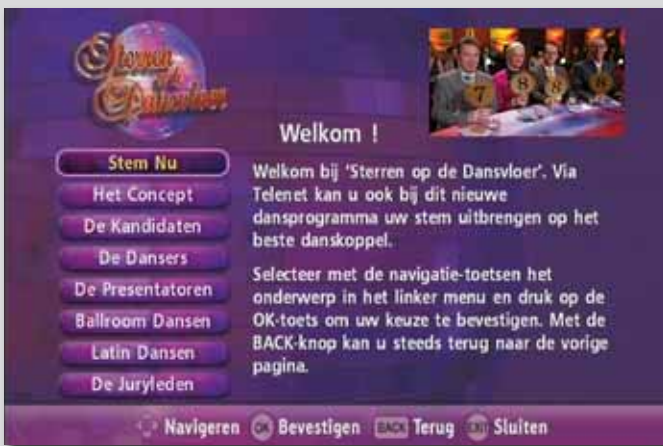 Sterren
op de
Dansvloer
7 8 8 8
Welkom !
Stem Nu
Het Concept
De Kandidaten
De Dansers
De Presentatoren
Ballroom Dansen
Latin Dansen
De Juryleden
Welkom bij 'Sterren op de Dansvloer'. Via
Telenet kan u ook bij dit nieuwe
dansprogramma uw stem uitbrengen op het
beste danskoppel.
Selecteer met de navigatie-toetsen het
onderwerp in het linker menu en druk op de
OK-toets om uw keuze te bevestigen. Met de
BACK-knop kan u steeds terug naar de vorige
pagina.
Navigeren OK Bevestigen BACK Terug EXIT Sluiten